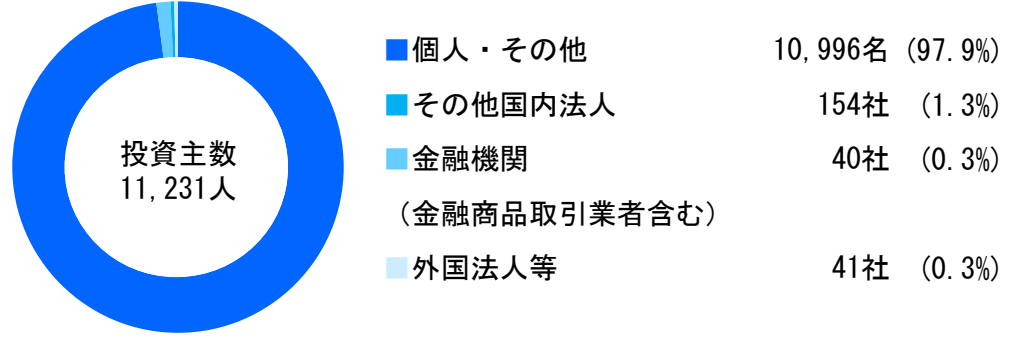 投資主数
11,231人
個人・その他 10,996名 (97.9%)
その他国内法人 154社 (1.3%)
金融機関 40社 (0.3%)
（金融商品取引業者含む）
外国法人等 41社 (0.3%)